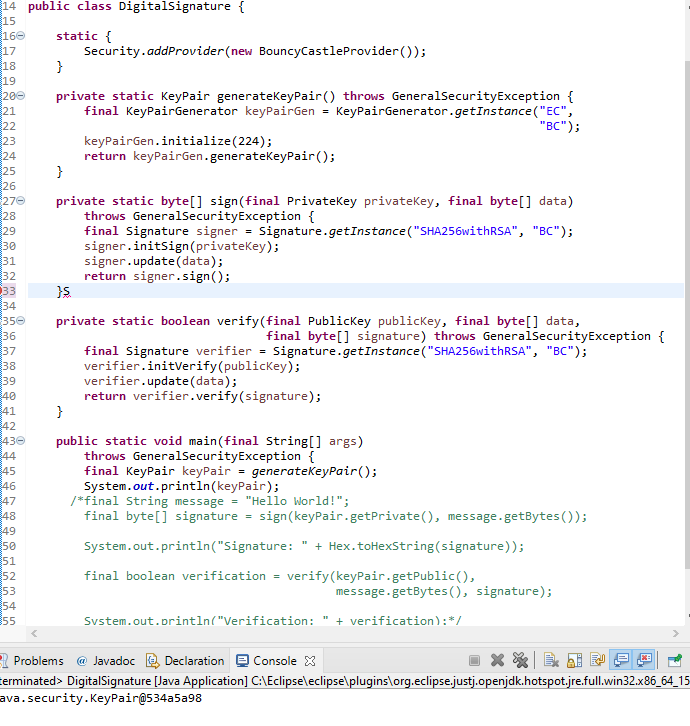 14 public class DigitalSignature {
15
16 static {
17 Security.addProvider(new BouncyCastleProvider());
18 }
19
20 private static KeyPair generateKeyPair() throws GeneralSecurityException {
21 final KeyPairGenerator keyPairGen = KeyPairGenerator.getInstance("EC",
22 "BC");
23 keyPairGen.initialize(224);
24 return keyPairGen.generateKeyPair();
25 }
26
27 private static byte[] sign(final PrivateKey privateKey, final byte[] data)
28 throws GeneralSecurityException {
29 final Signature signer = Signature.getInstance("SHA256withRSA", "BC");
30 signer.initSign(privateKey);
31 signer.update(data);
32 return signer.sign();
33 }S
34
35 private static boolean verify(final PublicKey publicKey, final byte[] data,
36 final byte[] signature) throws GeneralSecurityException {
37 final Signature verifier = Signature.getInstance("SHA256withRSA", "BC");
38 verifier.initVerify(publicKey);
39 verifier.update(data);
40 return verifier.verify(signature);
41 }
42
43 public static void main(final String[] args)
44 throws GeneralSecurityException {
45 final KeyPair keyPair = generateKeyPair();
46 System.out.println(keyPair);
47 /*final String message = "Hello World!";
48 final byte[] signature = sign(keyPair.getPrivate(), message.getBytes());
49
50 System.out.println("Signature: " + Hex.toHexString(signature));
51
52 final boolean verification = verify(keyPair.getPublic(),
53 message.getBytes(), signature);
54
55 System.out.println("Verification: " + verification);*/
Problems @ Javadoc Declaration Console
terminated> DigitalSignature [Java Application] C:\Eclipse\eclipse\plugins\org.eclipse.justj.openjdk.hotspot.jre.full.win32.x86_64_15
ava.security.KeyPair@534a5a98